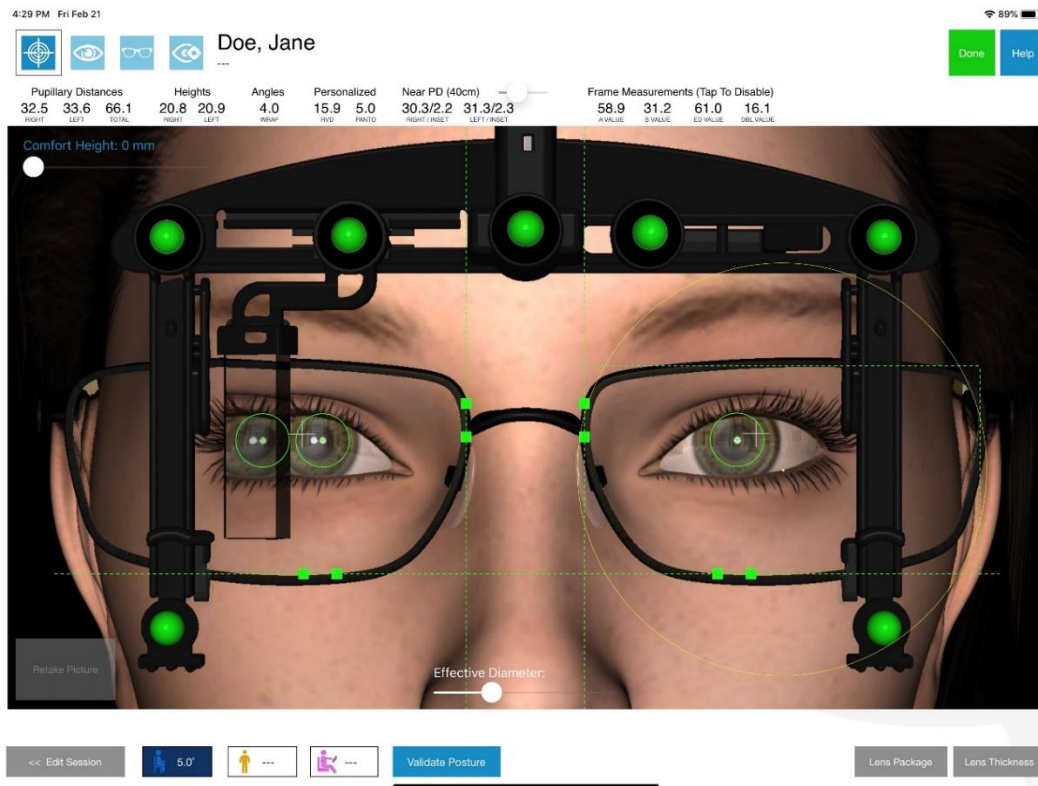 4:29 PM Fri Feb 21
89%
Doe, Jane
---
Done
Help
Pupillary Distances
32.5 33.6 66.1
RIGHT LEFT TOTAL
Heights
20.8 20.9
RIGHT LEFT
Angles
4.0
WRAP
Personalized
15.9 5.0
RVD PANTO
Near PD (40cm)
30.3/2.2 31.3/2.3
RIGHT / INSET LEFT / INSET
Frame Measurements (Tap To Disable)
58.9 31.2 61.0 16.1
A VALUE B VALUE ED VALUE DBL VALUE
Comfort Height: 0 mm
Retake Picture
Effective Diameter:
<< Edit Session
5.0°
---
---
Validate Posture
Lens Package
Lens Thickness